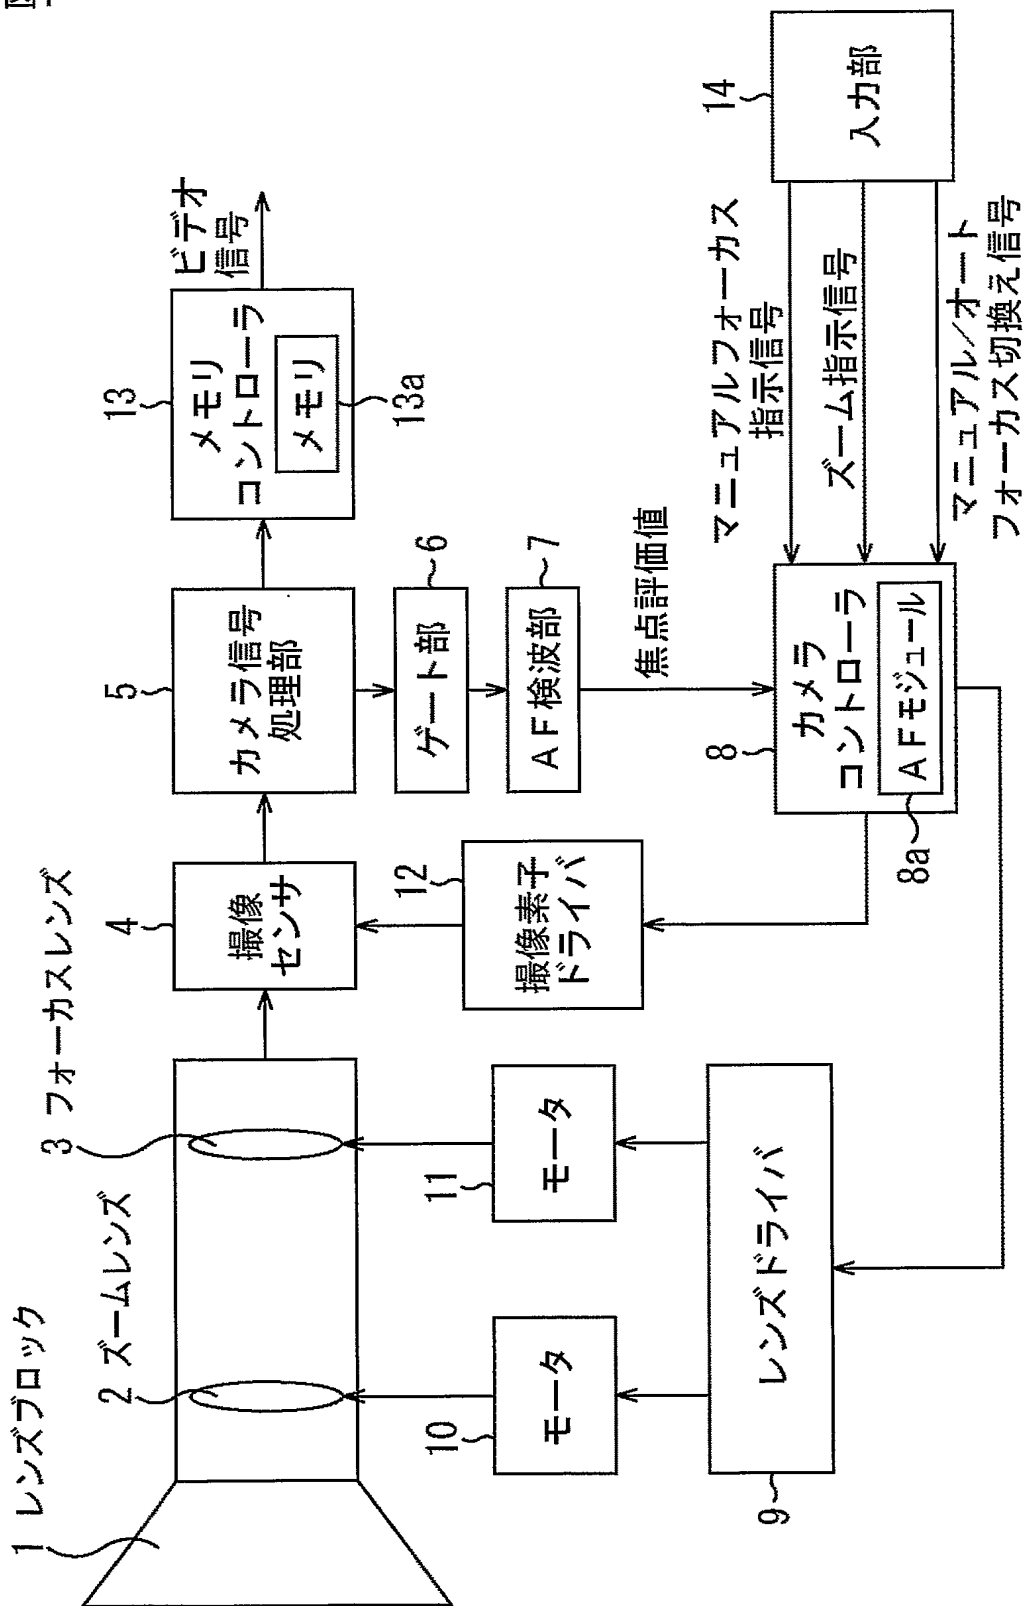 1 レンズブロック
2 ズームレンズ
3 フォーカスレンズ
4
撮像
センサ
5
カメラ信号
処理部
13
メモリ
コントローラ
メモリ
13a
ビデオ
信号
ゲート部
6
AF検波部
7
焦点評価値
10
モータ
11
モータ
12
撮像素子
ドライバ
9
レンズドライバ
8
カメラ
コントローラ
AFモジュール
8a
マニュアルフォーカス
指示信号
ズーム指示信号
マニュアル/オート
フォーカス切換え信号
14
入力部